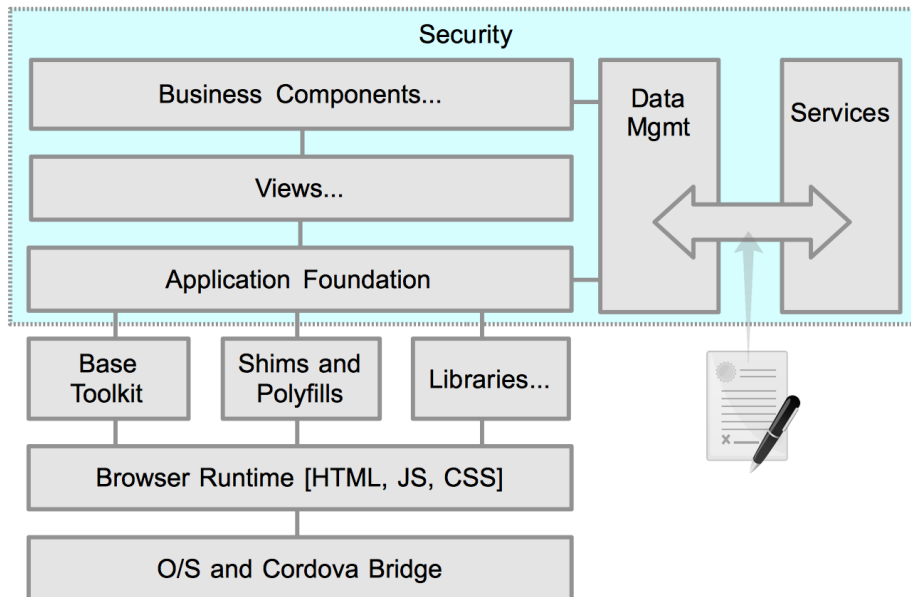 Security
Business Components...
Data
Mgmt
Services
Views...
Application Foundation
Base
Toolkit
Shims and
Polyfills
Libraries...
Browser Runtime [HTML, JS, CSS]
O/S and Cordova Bridge